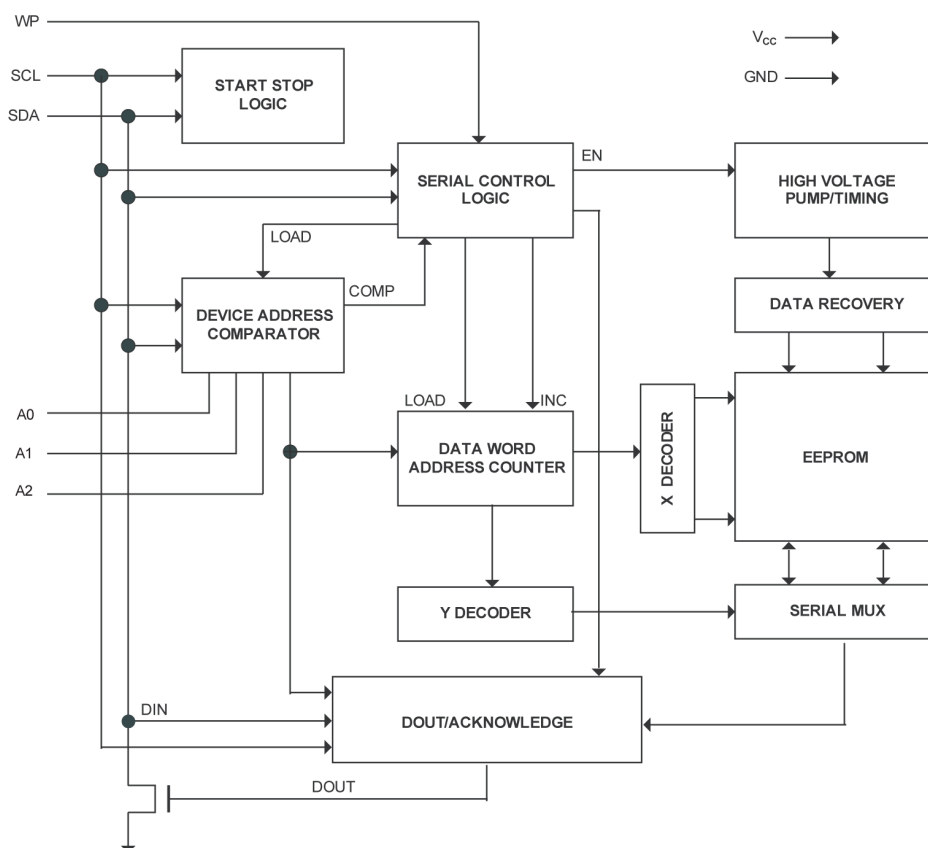 WP
V_CC
SCL
START STOP
LOGIC
GND
SDA
EN
SERIAL CONTROL
LOGIC
HIGH VOLTAGE
PUMP/TIMING
LOAD
COMP
DEVICE ADDRESS
COMPARATOR
DATA RECOVERY
LOAD
INC
A0
A1
A2
DATA WORD
ADDRESS COUNTER
X DECODER
EEPROM
Y DECODER
SERIAL MUX
DIN
DOUT/ACKNOWLEDGE
DOUT